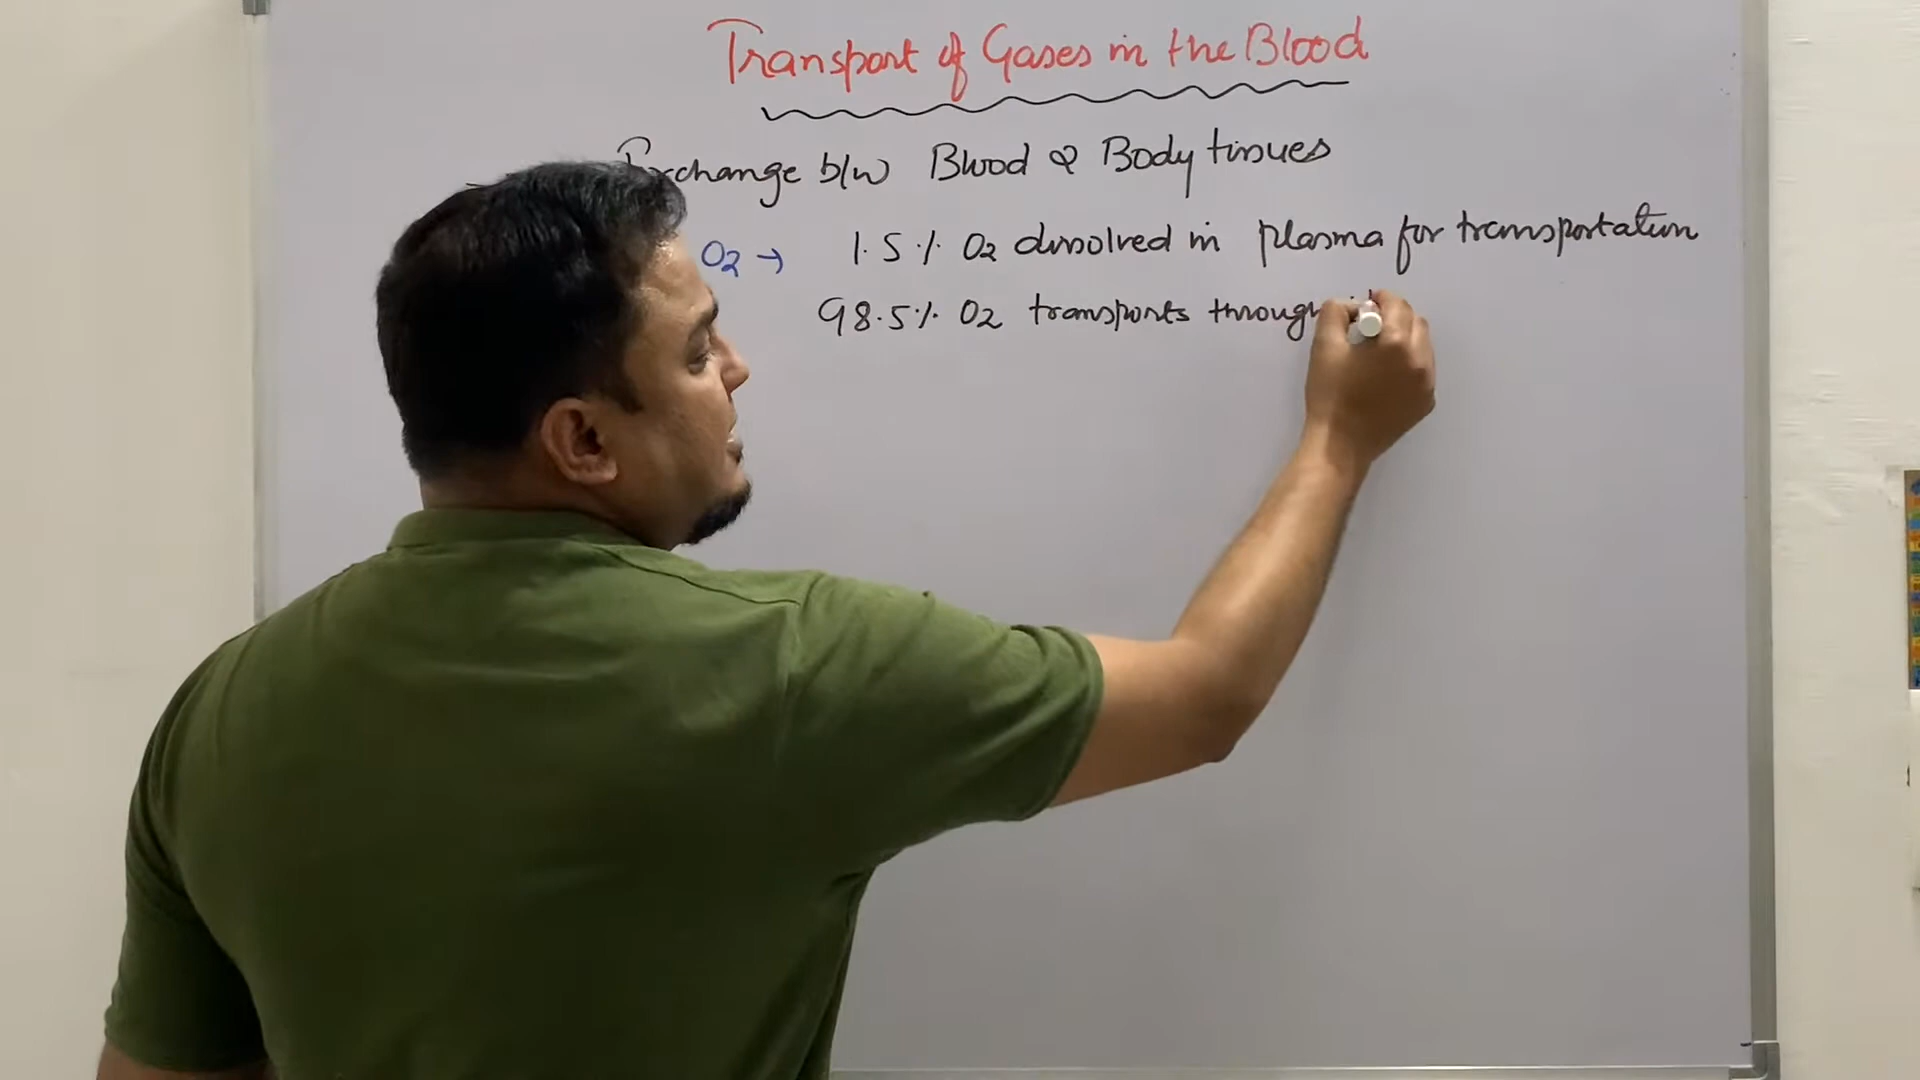 Transport of Gases in the Blood
Exchange b/w Blood & Body tissues
O2 → 1.5% O2 dissolved in plasma for transportation
98.5% O2 transports through